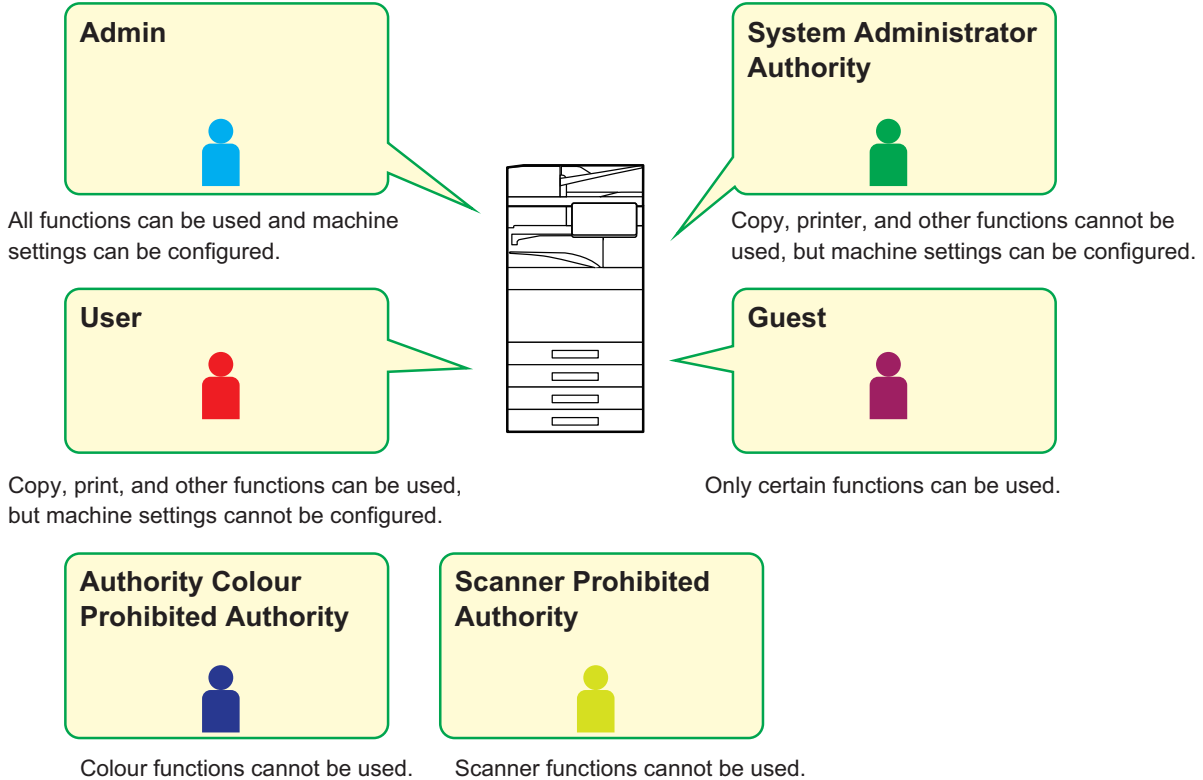 Admin
All functions can be used and machine
settings can be configured.
System Administrator
Authority
Copy, printer, and other functions cannot be
used, but machine settings can be configured.
User
Copy, print, and other functions can be used,
but machine settings cannot be configured.
Guest
Only certain functions can be used.
Authority Colour
Prohibited Authority
Colour functions cannot be used.
Scanner Prohibited
Authority
Scanner functions cannot be used.